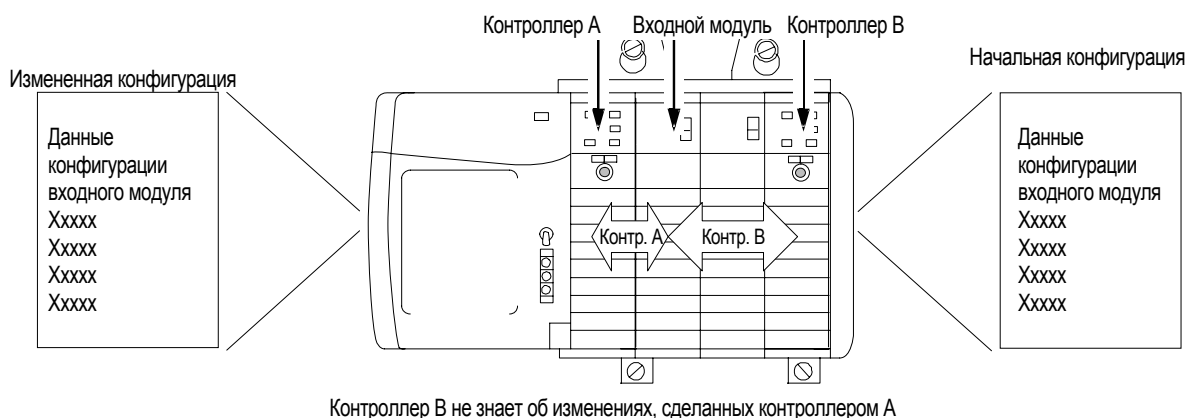 Контроллер A Входной модуль Контроллер B
Измененная конфигурация
Начальная конфигурация
Данные
конфигурации
входного модуля
Xxxxx
Xxxxx
Xxxxx
Xxxxx
Контр. A
Контр. B
Данные
конфигурации
входного модуля
Xxxxx
Xxxxx
Xxxxx
Xxxxx
Контроллер B не знает об изменениях, сделанных контроллером A